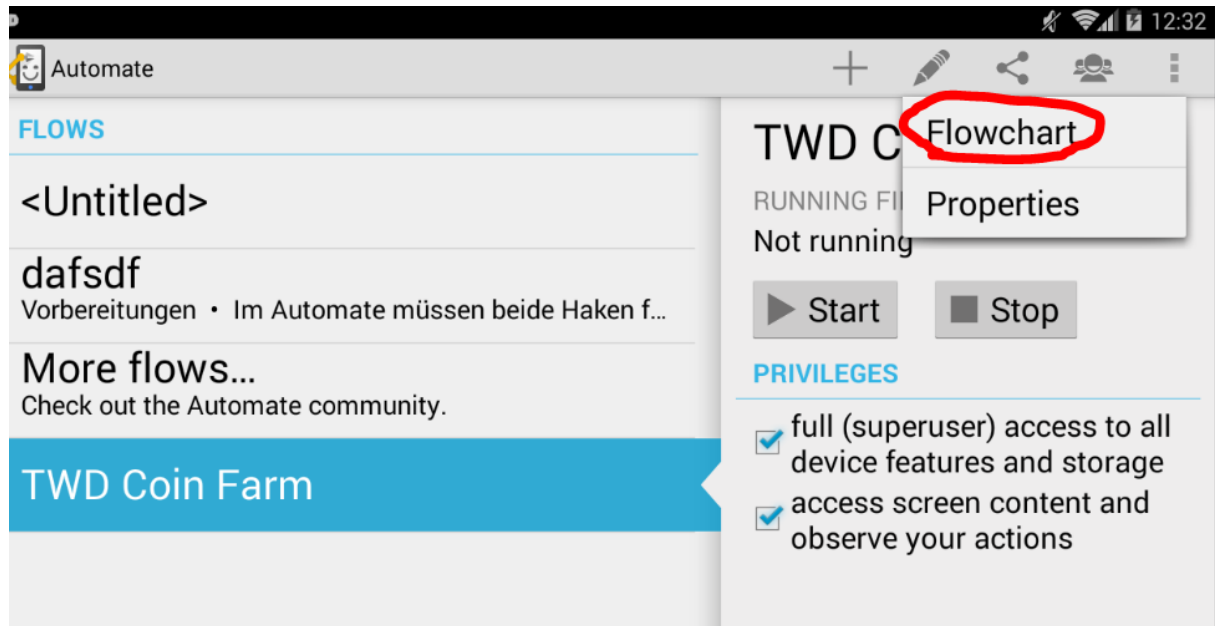 12:32
Automate
FLOWS
<Untitled>
dafsdf
Vorbereitungen • Im Automate müssen beide Haken f...
More flows...
Check out the Automate community.
TWD Coin Farm
TWD C
Flowchart
Properties
RUNNING FI
Not running
Start
Stop
PRIVILEGES
full (superuser) access to all
device features and storage
access screen content and
observe your actions